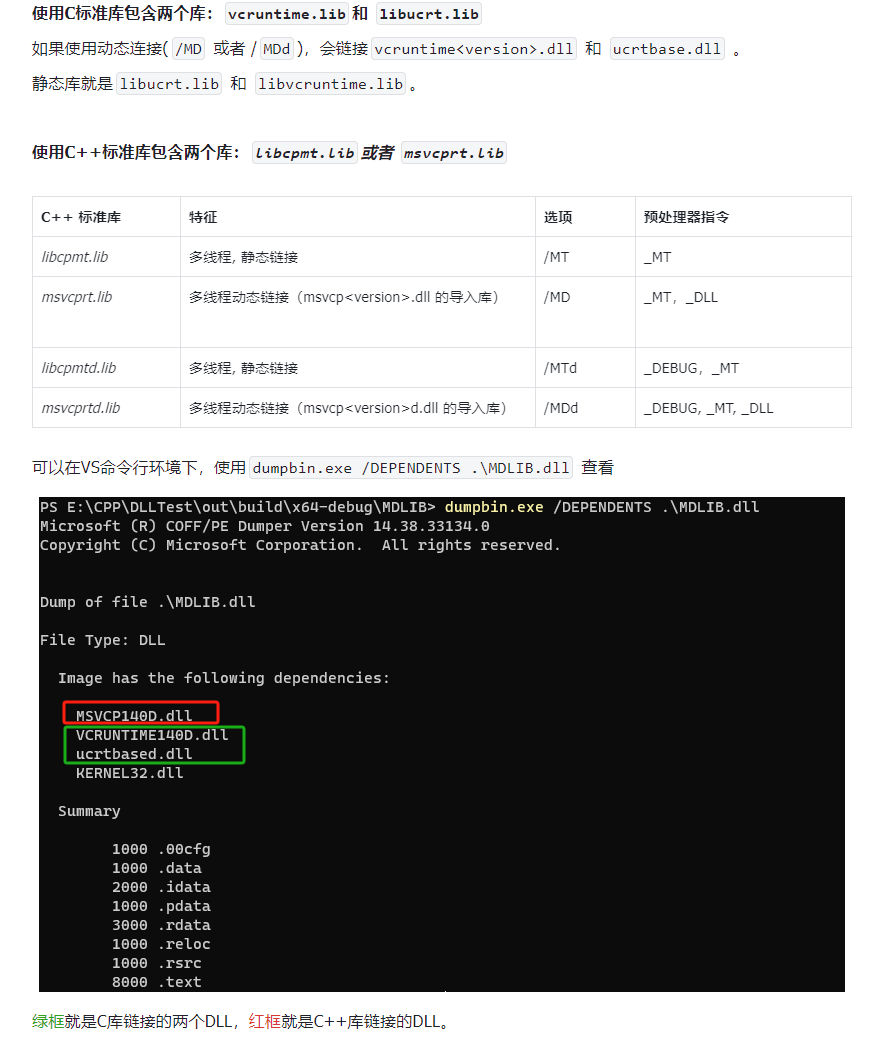 使用C标准库包含两个库： vcruntime.lib 和 libucrt.lib
如果使用动态连接( /MD 或者 / MDd )，会链接 vcruntime<version>.dll 和 ucrtbase.dll 。
静态库就是 libucrt.lib 和 libvcruntime.lib 。
使用C++标准库包含两个库： libcpmt.lib 或者 msvcprt.lib
C++ 标准库 特征 选项 预处理器指令
libcpmt.lib 多线程, 静态链接 /MT _MT
msvcprt.lib 多线程动态链接（msvcp<version>.dll 的导入库） /MD _MT，_DLL
libcpmtd.lib 多线程, 静态链接 /MTd _DEBUG，_MT
msvcprtd.lib 多线程动态链接（msvcp<version>d.dll 的导入库） /MDd _DEBUG, _MT, _DLL
可以在VS命令行环境下，使用 dumpbin.exe /DEPENDENTS .\MDLIB.dll 查看
PS E:\CPP\DLLTest\out\build\x64-debug\MDLIB> dumpbin.exe /DEPENDENTS .\MDLIB.dll
Microsoft (R) COFF/PE Dumper Version 14.38.33134.0
Copyright (C) Microsoft Corporation.  All rights reserved.
Dump of file .\MDLIB.dll
File Type: DLL
Image has the following dependencies:
MSVCP140D.dll
VCRUNTIME140D.dll
ucrtbased.dll
KERNEL32.dll
Summary
1000 .00cfg
1000 .data
2000 .idata
1000 .pdata
3000 .rdata
1000 .reloc
1000 .rsrc
8000 .text
绿框就是C库链接的两个DLL，红框就是C++库链接的DLL。